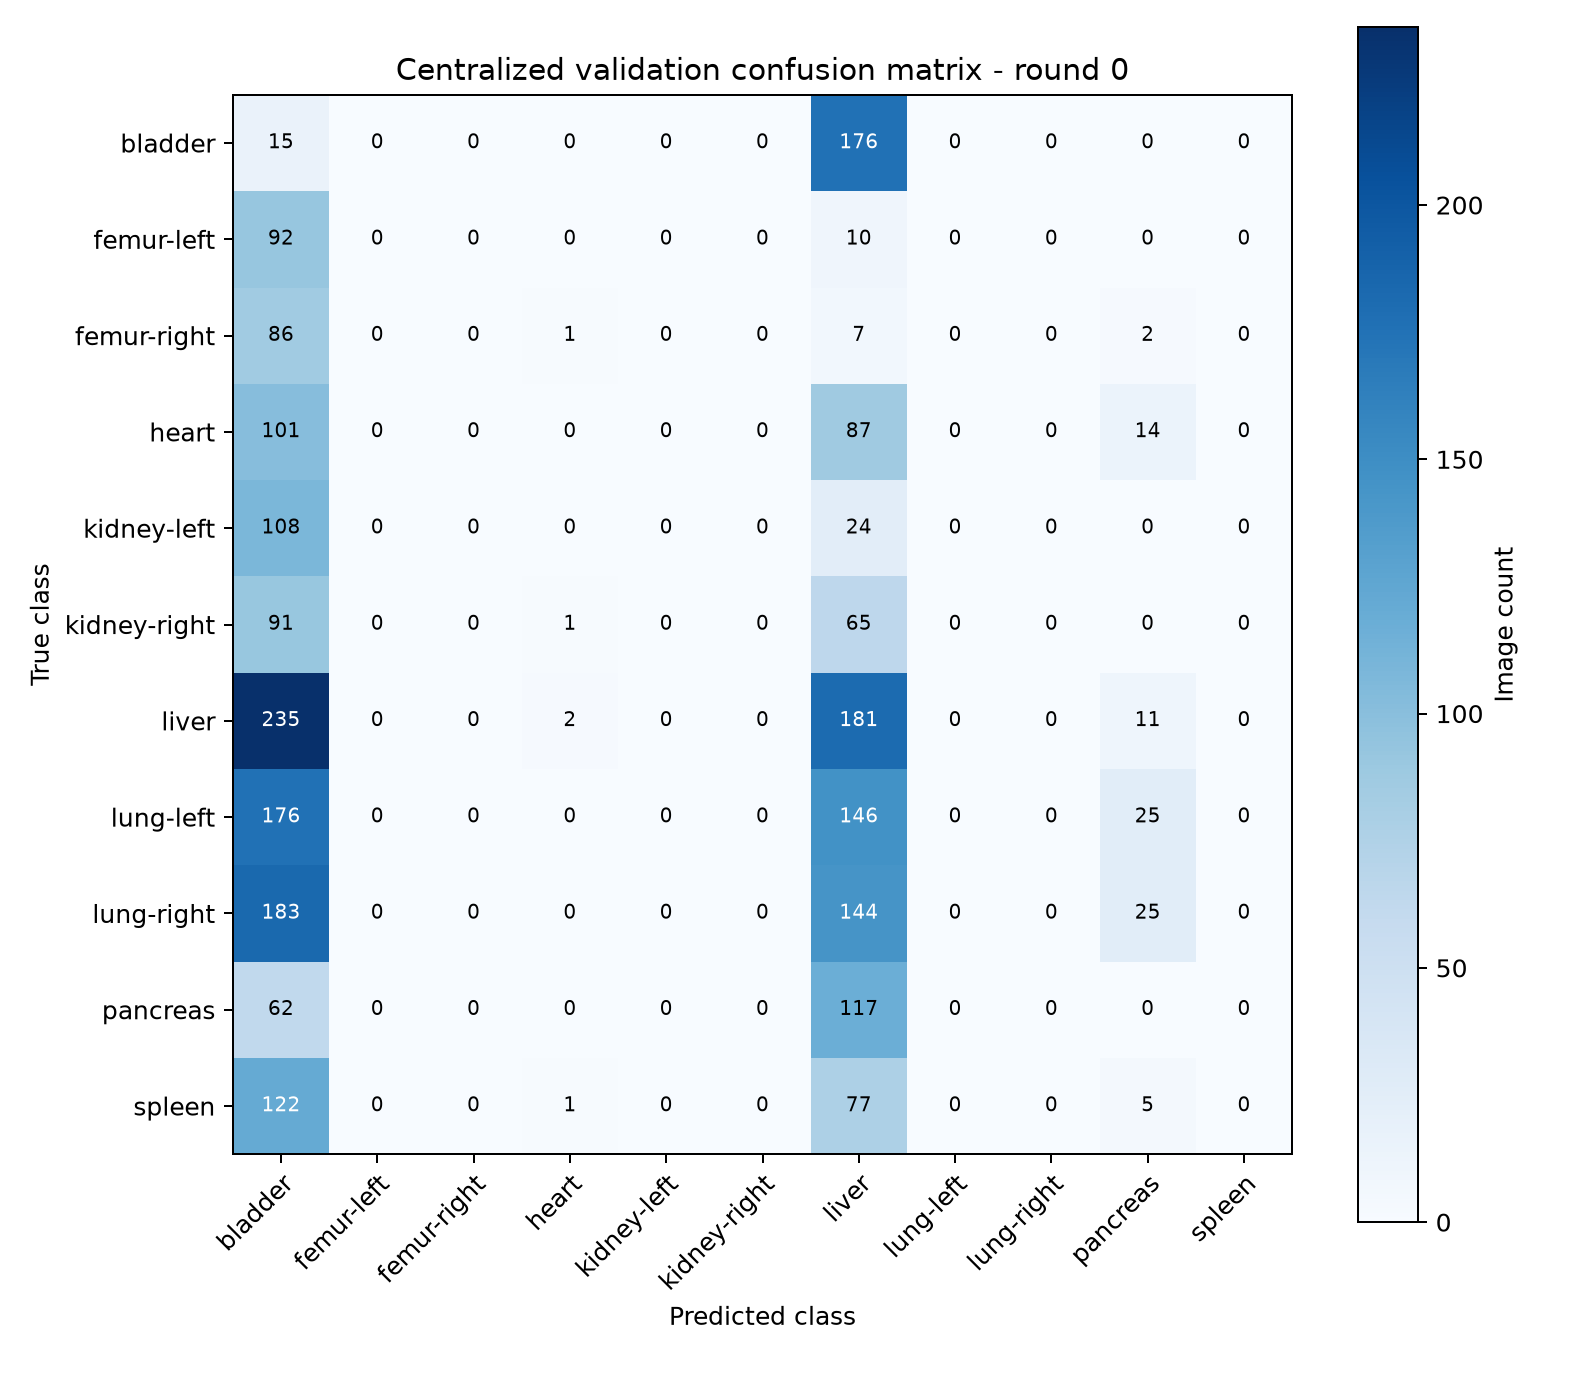 Centralized validation confusion matrix - round 0
True class
bladder 15 0 0 0 0 0 176 0 0 0 0
femur-left 92 0 0 0 0 0 10 0 0 0 0
femur-right 86 0 0 1 0 0 7 0 0 2 0
heart 101 0 0 0 0 0 87 0 0 14 0
kidney-left 108 0 0 0 0 0 24 0 0 0 0
kidney-right 91 0 0 1 0 0 65 0 0 0 0
liver 235 0 0 2 0 0 181 0 0 11 0
lung-left 176 0 0 0 0 0 146 0 0 25 0
lung-right 183 0 0 0 0 0 144 0 0 25 0
pancreas 62 0 0 0 0 0 117 0 0 0 0
spleen 122 0 0 1 0 0 77 0 0 5 0
bladder femur-left femur-right heart kidney-left kidney-right liver lung-left lung-right pancreas spleen
Predicted class
200
150
100
50
0
Image count